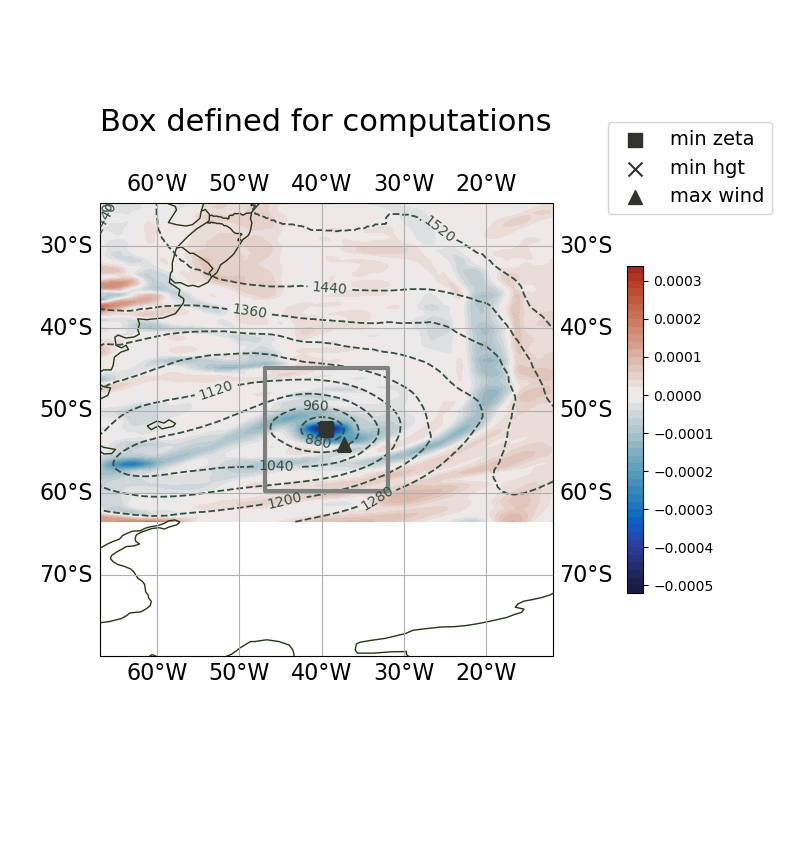 Box defined for computations
min zeta
min hgt
max wind
60°W 50°W 40°W 30°W 20°W
1520
30°S 30°S
1440
1360
40°S 40°S
1120
960
50°S 50°S
880
1040
1200
1280
60°S 60°S
70°S 70°S
60°W 50°W 40°W 30°W 20°W
0.0003
0.0002
0.0001
0.0000
−0.0001
−0.0002
−0.0003
−0.0004
−0.0005